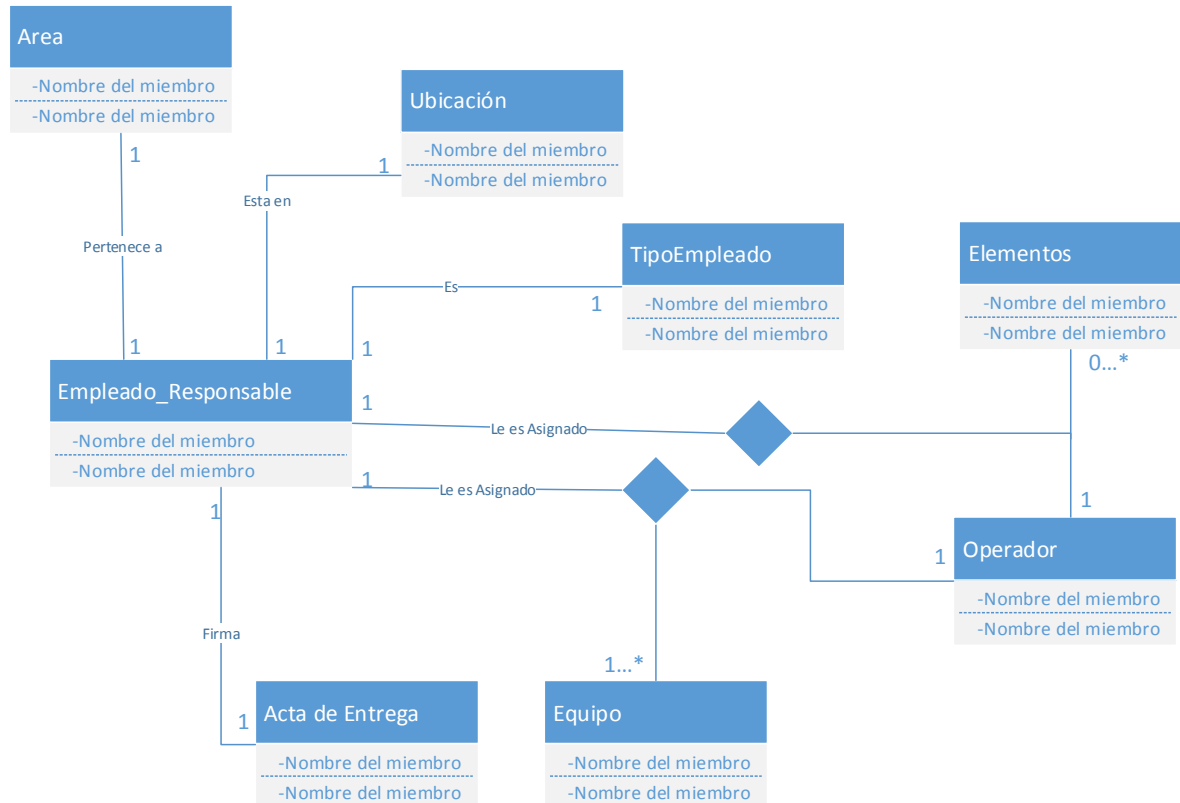 Area
-Nombre del miembro
-Nombre del miembro
1
Ubicación
-Nombre del miembro
-Nombre del miembro
1
Esta en
Pertenece a
TipoEmpleado
-Nombre del miembro
-Nombre del miembro
1
Es
Elementos
-Nombre del miembro
-Nombre del miembro
0...*
1
1
1
Empleado_Responsable
-Nombre del miembro
-Nombre del miembro
1
Le es Asignado
1
Le es Asignado
1
Operador
-Nombre del miembro
-Nombre del miembro
1
1
Firma
1
Acta de Entrega
-Nombre del miembro
-Nombre del miembro
1...*
Equipo
-Nombre del miembro
-Nombre del miembro